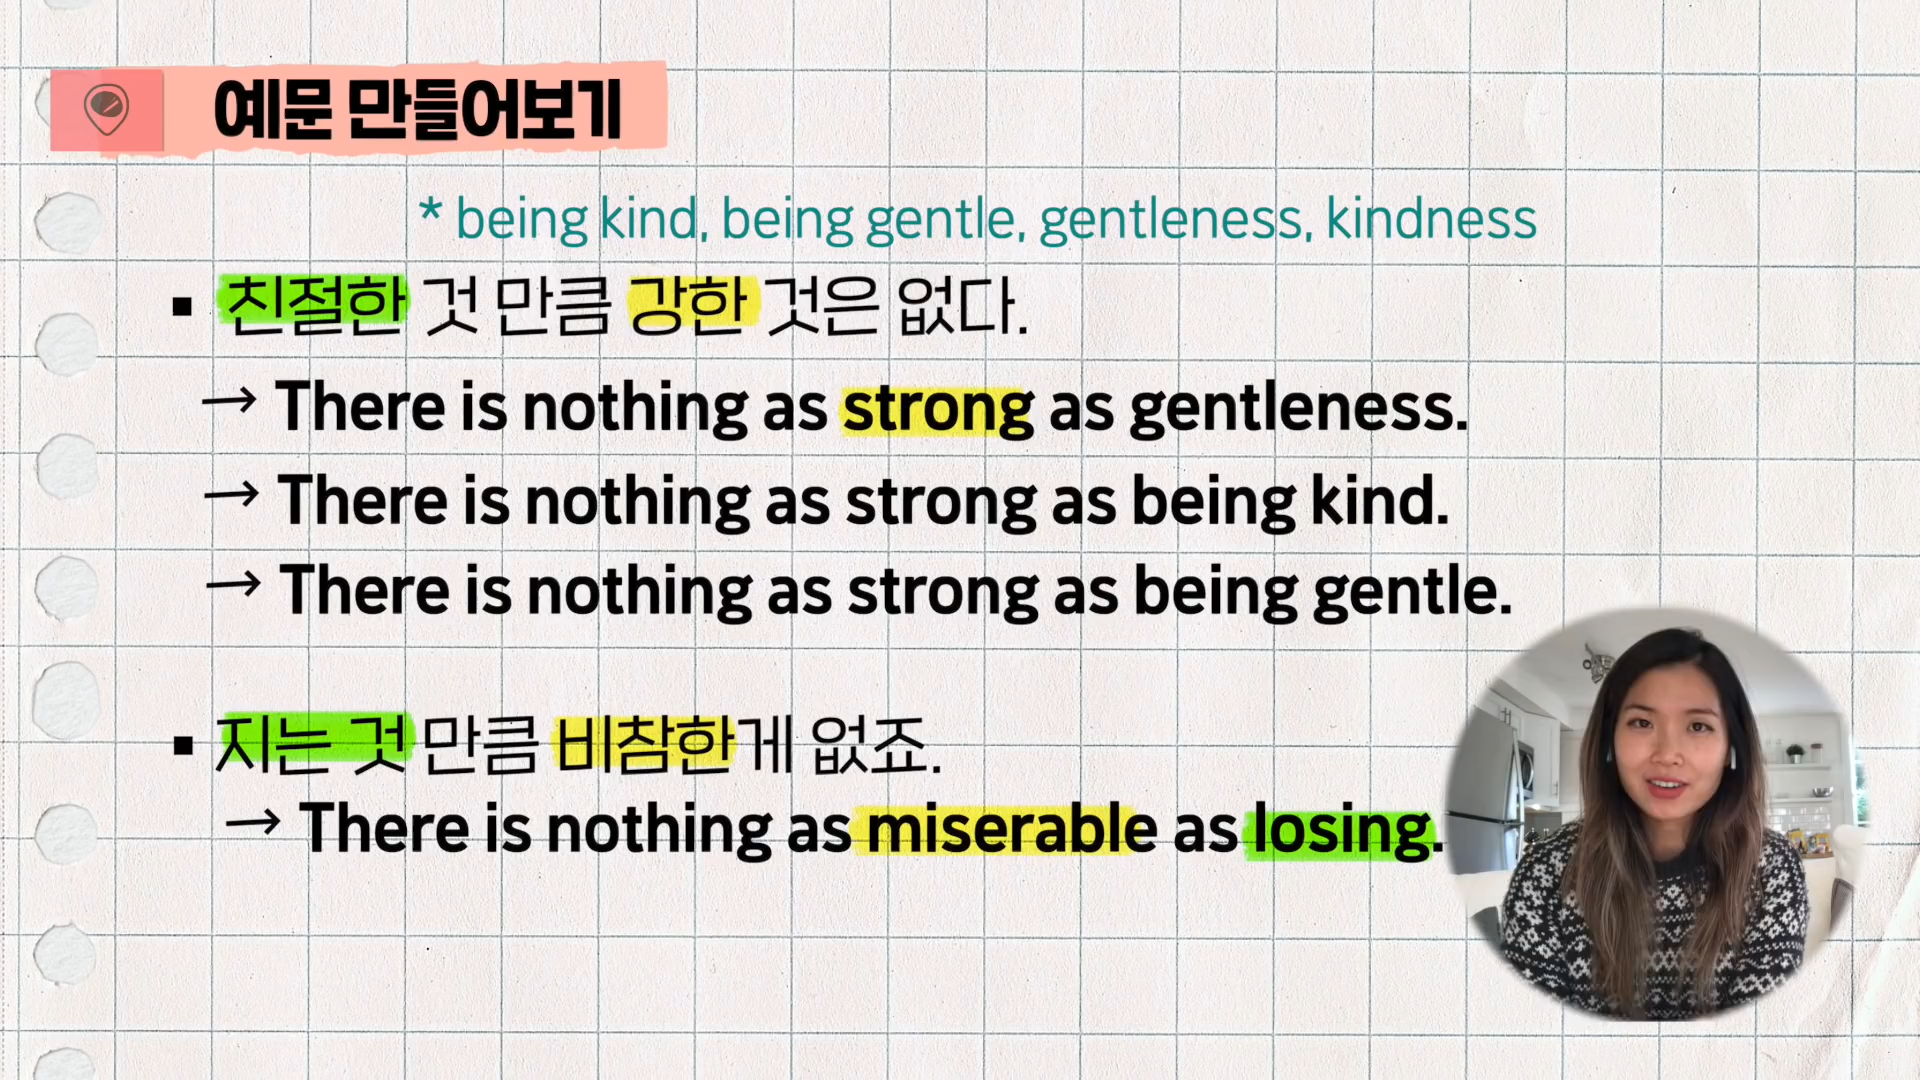 예문 만들어보기
* being kind, being gentle, gentleness, kindness
▪ 친절한 것 만큼 강한 것은 없다.
→ There is nothing as strong as gentleness.
→ There is nothing as strong as being kind.
→ There is nothing as strong as being gentle.
▪ 지는 것 만큼 비참한게 없죠.
→ There is nothing as miserable as losing.